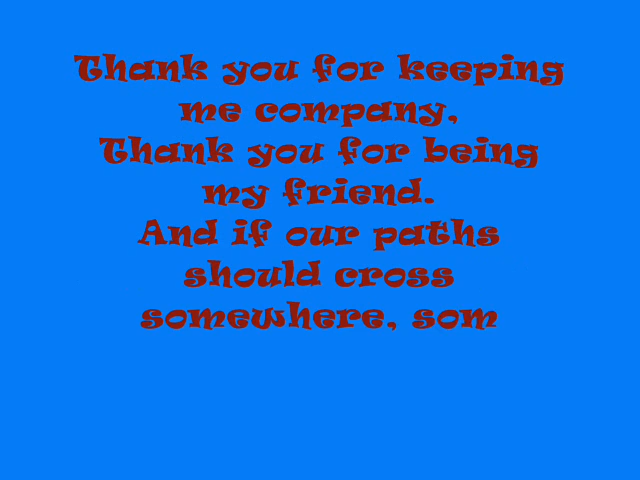 Thank you for keeping
me company,
Thank you for being
my friend.
And if our paths
should cross
somewhere, som